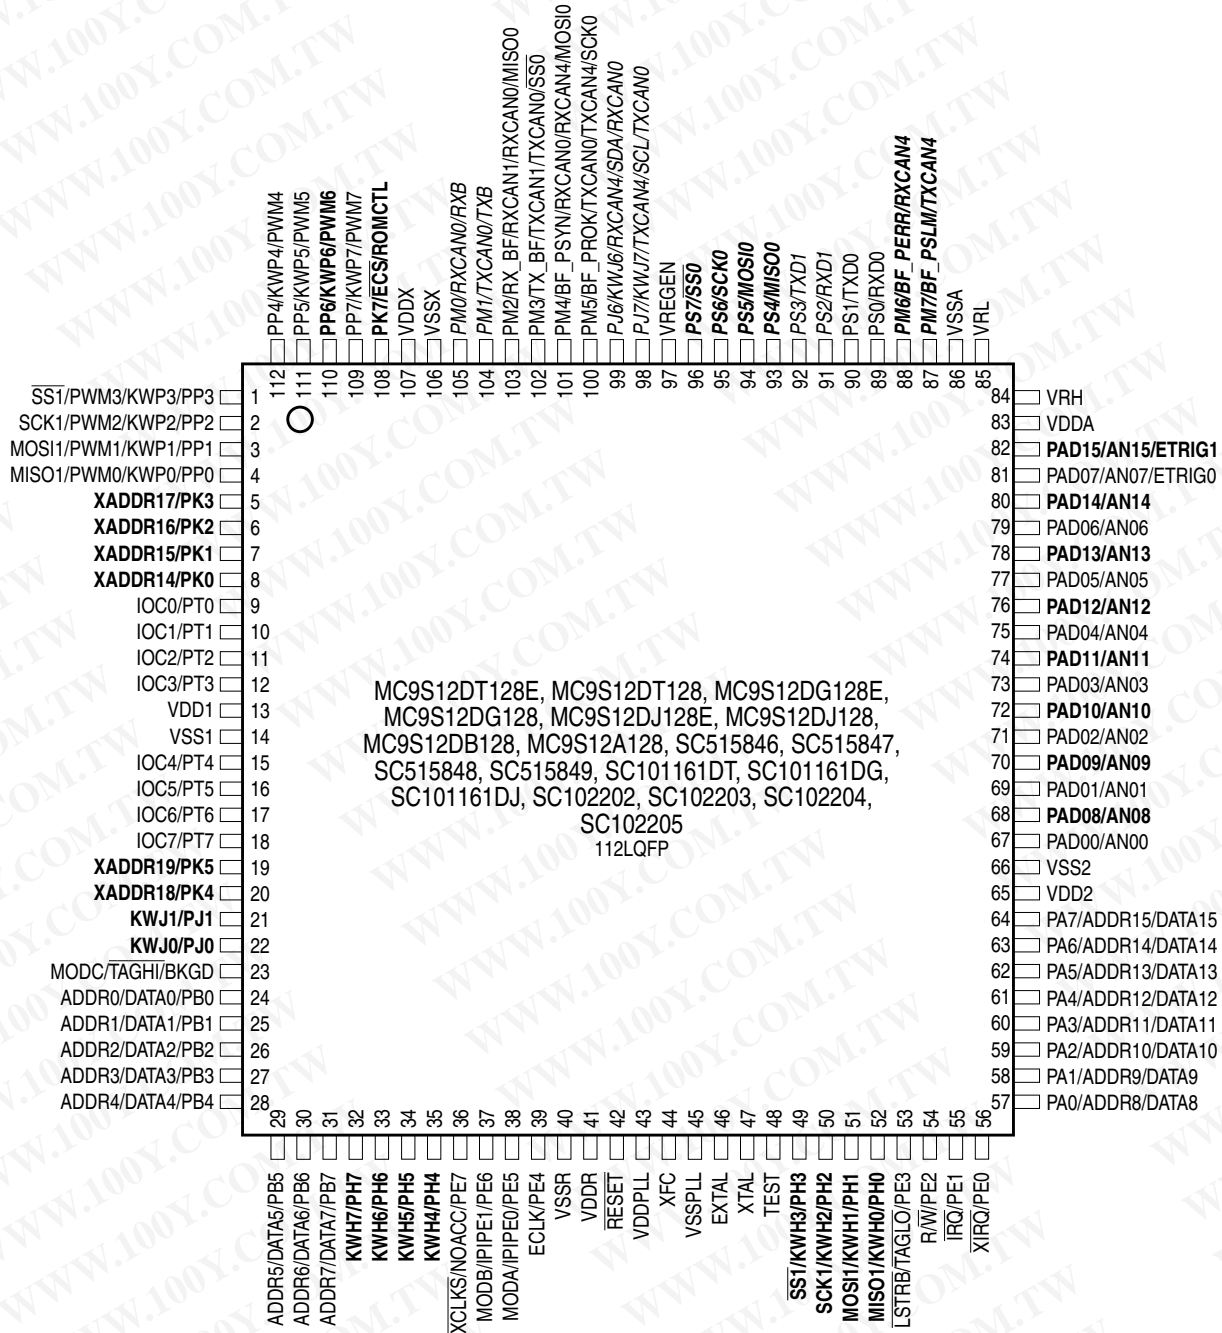 PP4/KWP4/PWM4
PP5/KWP5/PWM5
PP6/KWP6/PWM6
PP7/KWP7/PWM7
PK7/ECS/ROMCTL
VDDX
VSSX
PM0/RXCAN0/RXB
PM1/TXCAN0/TXB
PM2/RX_BF/RXCAN1/RXCAN0/MISO0
PM3/TX_BF/TXCAN1/TXCAN0/SS0
PM4/BF_PSYN/RXCAN0/RXCAN4/MOSI0
PM5/BF_PROK/TXCAN0/TXCAN4/SCK0
PJ6/KWJ6/RXCAN4/SDA/RXCAN0
PJ7/KWJ7/TXCAN4/SCL/TXCAN0
VREGEN
PS7/SS0
PS6/SCK0
PS5/MOSI0
PS4/MISO0
PS3/TXD1
PS2/RXD1
PS1/TXD0
PS0/RXD0
PM6/BF_PERR/RXCAN4
PM7/BF_PSLM/TXCAN4
VSSA
VRL
112 111 110 109 108 107 106 105 104 103 102 101 100 99 98 97 96 95 94 93 92 91 90 89 88 87 86 85
SS1/PWM3/KWP3/PP3 1
SCK1/PWM2/KWP2/PP2 2
MOSI1/PWM1/KWP1/PP1 3
MISO1/PWM0/KWP0/PP0 4
XADDR17/PK3 5
XADDR16/PK2 6
XADDR15/PK1 7
XADDR14/PK0 8
IOC0/PT0 9
IOC1/PT1 10
IOC2/PT2 11
IOC3/PT3 12
VDD1 13
VSS1 14
IOC4/PT4 15
IOC5/PT5 16
IOC6/PT6 17
IOC7/PT7 18
XADDR19/PK5 19
XADDR18/PK4 20
KWJ1/PJ1 21
KWJ0/PJ0 22
MODC/TAGHI/BKGD 23
ADDR0/DATA0/PB0 24
ADDR1/DATA1/PB1 25
ADDR2/DATA2/PB2 26
ADDR3/DATA3/PB3 27
ADDR4/DATA4/PB4 28
MC9S12DT128E, MC9S12DT128, MC9S12DG128E,
MC9S12DG128, MC9S12DJ128E, MC9S12DJ128,
MC9S12DB128, MC9S12A128, SC515846, SC515847,
SC515848, SC515849, SC101161DT, SC101161DG,
SC101161DJ, SC102202, SC102203, SC102204,
SC102205
112LQFP
84 VRH
83 VDDA
82 PAD15/AN15/ETRIG1
81 PAD07/AN07/ETRIG0
80 PAD14/AN14
79 PAD06/AN06
78 PAD13/AN13
77 PAD05/AN05
76 PAD12/AN12
75 PAD04/AN04
74 PAD11/AN11
73 PAD03/AN03
72 PAD10/AN10
71 PAD02/AN02
70 PAD09/AN09
69 PAD01/AN01
68 PAD08/AN08
67 PAD00/AN00
66 VSS2
65 VDD2
64 PA7/ADDR15/DATA15
63 PA6/ADDR14/DATA14
62 PA5/ADDR13/DATA13
61 PA4/ADDR12/DATA12
60 PA3/ADDR11/DATA11
59 PA2/ADDR10/DATA10
58 PA1/ADDR9/DATA9
57 PA0/ADDR8/DATA8
29 30 31 32 33 34 35 36 37 38 39 40 41 42 43 44 45 46 47 48 49 50 51 52 53 54 55 56
ADDR5/DATA5/PB5
ADDR6/DATA6/PB6
ADDR7/DATA7/PB7
KWH7/PH7
KWH6/PH6
KWH5/PH5
KWH4/PH4
XCLKS/NOACC/PE7
MODB/IPIPE1/PE6
MODA/IPIPE0/PE5
ECLK/PE4
VSSR
VDDR
RESET
VDDPLL
XFC
VSSPLL
EXTAL
XTAL
TEST
SS1/KWH3/PH3
SCK1/KWH2/PH2
MOSI1/KWH1/PH1
MISO1/KWH0/PH0
LSTRB/TAGLO/PE3
R/W/PE2
IRQ/PE1
XIRQ/PE0
WWW.100Y.COM.TW